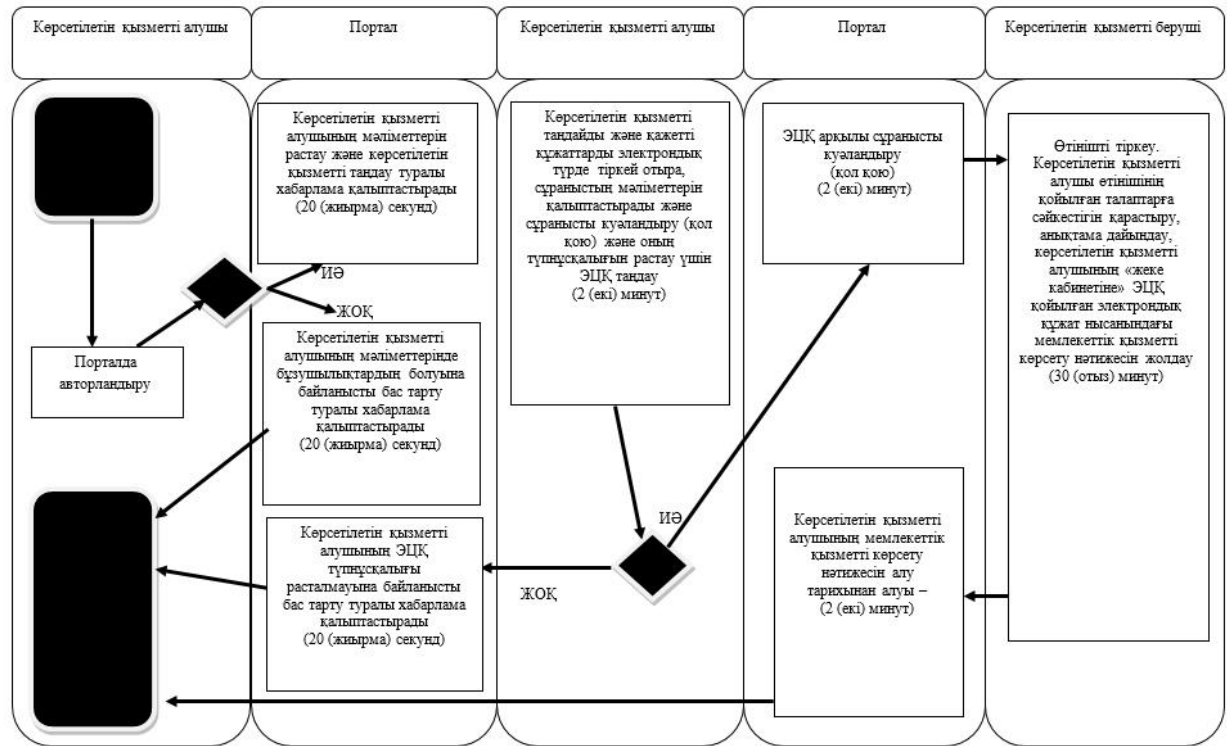 Көрсетілетін қызметті алушы
Портал
Көрсетілетін қызметті алушы
Портал
Көрсетілетін қызметті беруші
Порталда
авторландыру
Көрсетілетін қызметті
алушының мәліметтерін
растау және көрсетілетін
қызметті таңдау туралы
хабарлама қалыптастырады
(20 (жиырма) секунд)
ИӘ
ЖОҚ
Көрсетілетін қызметті
алушының мәліметтерінде
бұзушылықтардың болуына
байланысты бас тарту
туралы хабарлама
қалыптастырады
(20 (жиырма) секунд)
Көрсетілетін қызметті
алушының ЭЦҚ
түпнұсқалығы
расталмауына байланысты
бас тарту туралы хабарлама
қалыптастырады
(20 (жиырма) секунд)
Көрсетілетін қызметті
таңдайды және қажетті
құжаттарды электрондық
түрде тіркей отыра,
сұраныстың мәліметтерін
қалыптастырады және
сұранысты куәландыру (қол
қою) және оның
түпнұсқалығын растау үшін
ЭЦҚ таңдау
(2 (екі) минут)
ИӘ
ЖОҚ
ЭЦҚ арқылы сұранысты
куәландыру
(қол қою)
(2 (екі) минут)
Көрсетілетін қызметті
алушының мемлекеттік
қызметті көрсету
нәтижесін алу
тарихынан алуы –
(2 (екі) минут)
Өтінішті тіркеу.
Көрсетілетін қызметті
алушы өтінішінің
қойылған талаптарға
сәйкестігін қарастыру,
анықтама дайындау,
көрсетілетін қызметті
алушының «жеке
кабинетіне» ЭЦҚ
қойылған электрондық
құжат нысанындағы
мемлекеттік қызметті
көрсету нәтижесін жолдау
(30 (отыз) минут)